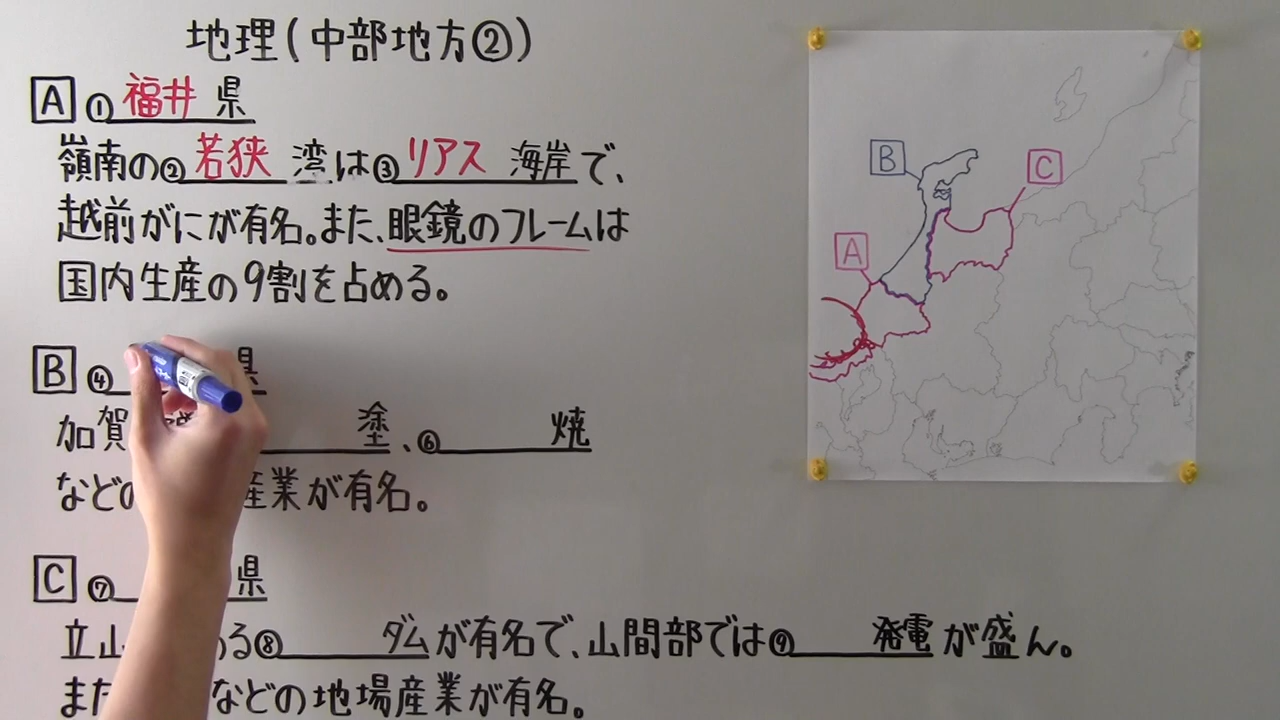 地理(中部地方②)
A ①福井県
嶺南の②若狭湾は③リアス海岸で、
越前がにが有名。また、眼鏡のフレームは
国内生産の9割を占める。
B ④ 県
加賀 塗、⑥ 焼
などの 産業が有名。
C ⑦ 県
立山 る⑧ ダムが有名で、山間部では⑨ 発電が盛ん。
また などの地場産業が有名。
B
C
A